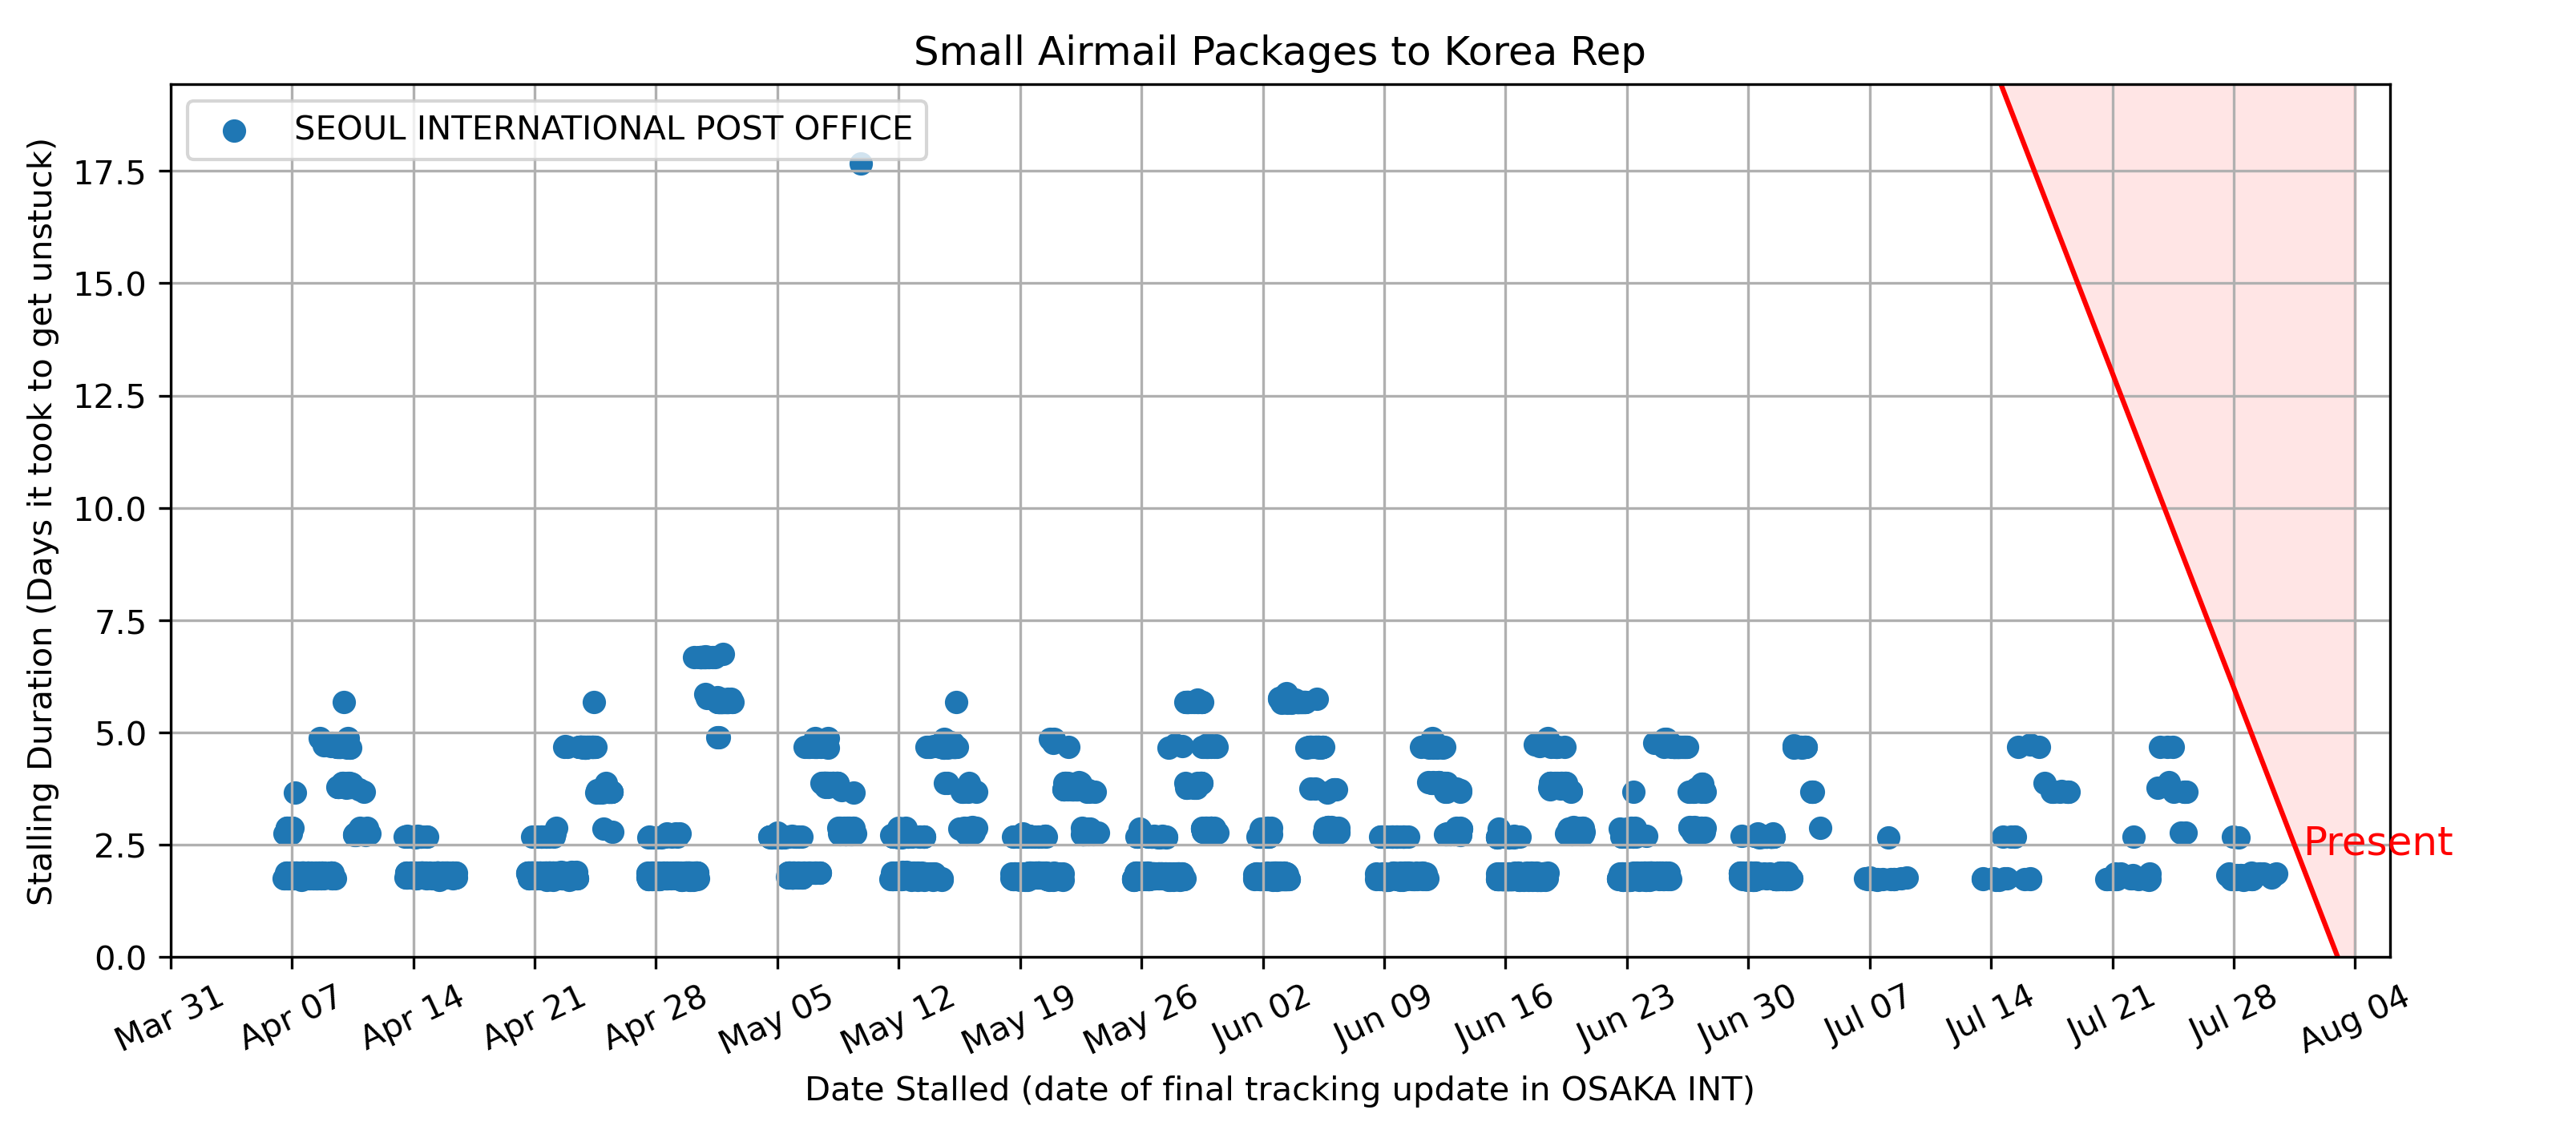 Small Airmail Packages to Korea Rep
SEOUL INTERNATIONAL POST OFFICE
Stalling Duration (Days it took to get unstuck)
17.5
15.0
12.5
10.0
7.5
5.0
2.5
0.0
Present
Mar 31
Apr 07
Apr 14
Apr 21
Apr 28
May 05
May 12
May 19
May 26
Jun 02
Jun 09
Jun 16
Jun 23
Jun 30
Jul 07
Jul 14
Jul 21
Jul 28
Aug 04
Date Stalled (date of final tracking update in OSAKA INT)